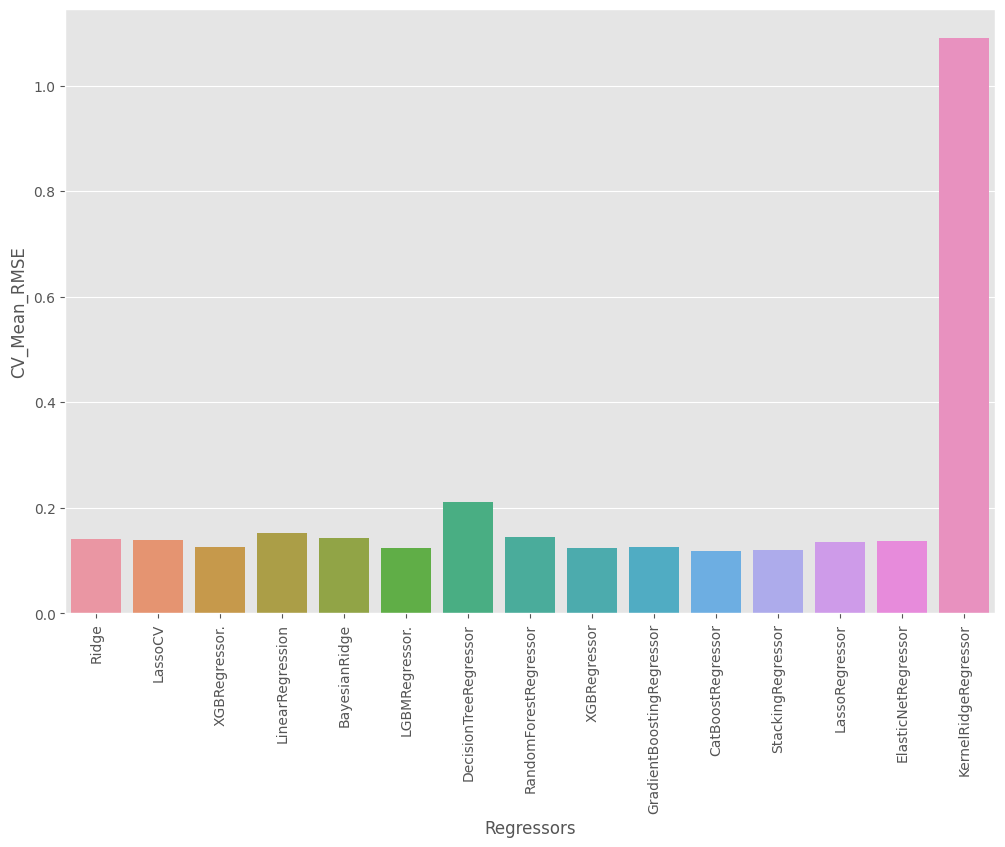 CV_Mean_RMSE
1.0
0.8
0.6
0.4
0.2
0.0
Ridge
LassoCV
XGBRegressor.
LinearRegression
BayesianRidge
LGBMRegressor.
DecisionTreeRegressor
RandomForestRegressor
XGBRegressor
GradientBoostingRegressor
CatBoostRegressor
StackingRegressor
LassoRegressor
ElasticNetRegressor
KernelRidgeRegressor
Regressors